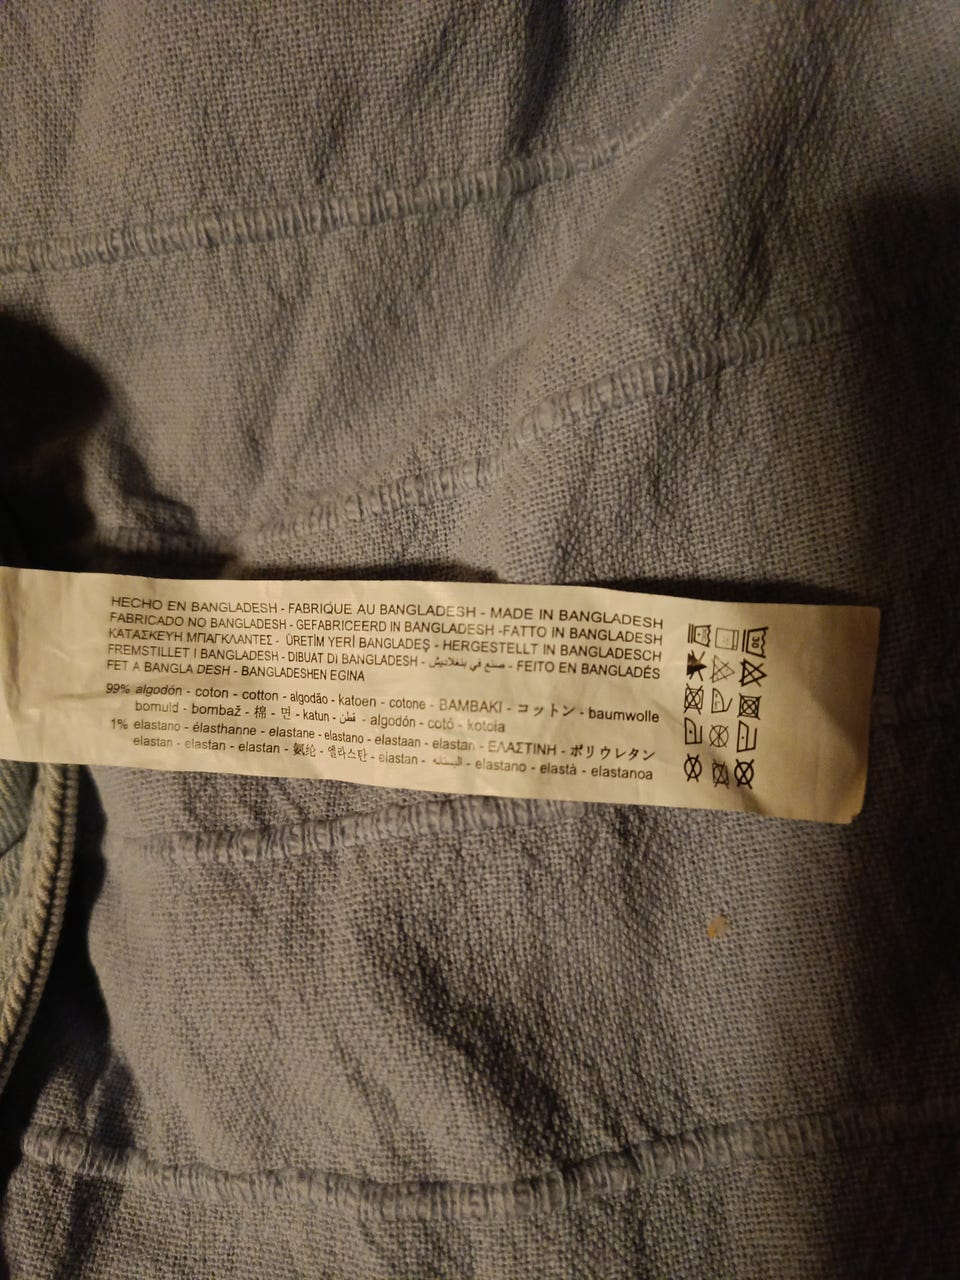 HECHO EN BANGLADESH - FABRIQUE AU BANGLADESH - MADE IN BANGLADESH
FABRICADO NO BANGLADESH - GEFABRICEERD IN BANGLADESH -FATTO IN BANGLADESH
ΚΑΤΑΣΚΕΥΗ ΜΠΑΓΚΛΑΝΤΕΣ - ÜRETİM YERİ BANGLADEŞ - HERGESTELLT IN BANGLADESCH
FREMSTILLET I BANGLADESH - DIBUAT DI BANGLADESH - صنع في بنغلاديش - FEITO EN BANGLADÉS
FET A BANGLA DESH - BANGLADESHEN EGINA
99% algodón - coton - cotton - algodão - katoen - cotone - BAMBAKI - コットン - baumwolle
bomuld - bombaž - 棉 - 면 - katun - قطن - algodón - cotó - kotoia
1% elastano - élasthanne - elastane - elastano - elastaan - elastan - ΕΛΑΣΤΙΝΗ - ポリウレタン
elastan - elastan - elastan - 氨纶 - 엘라스탄 - elastan - - elastano - elastà - elastanoa
30